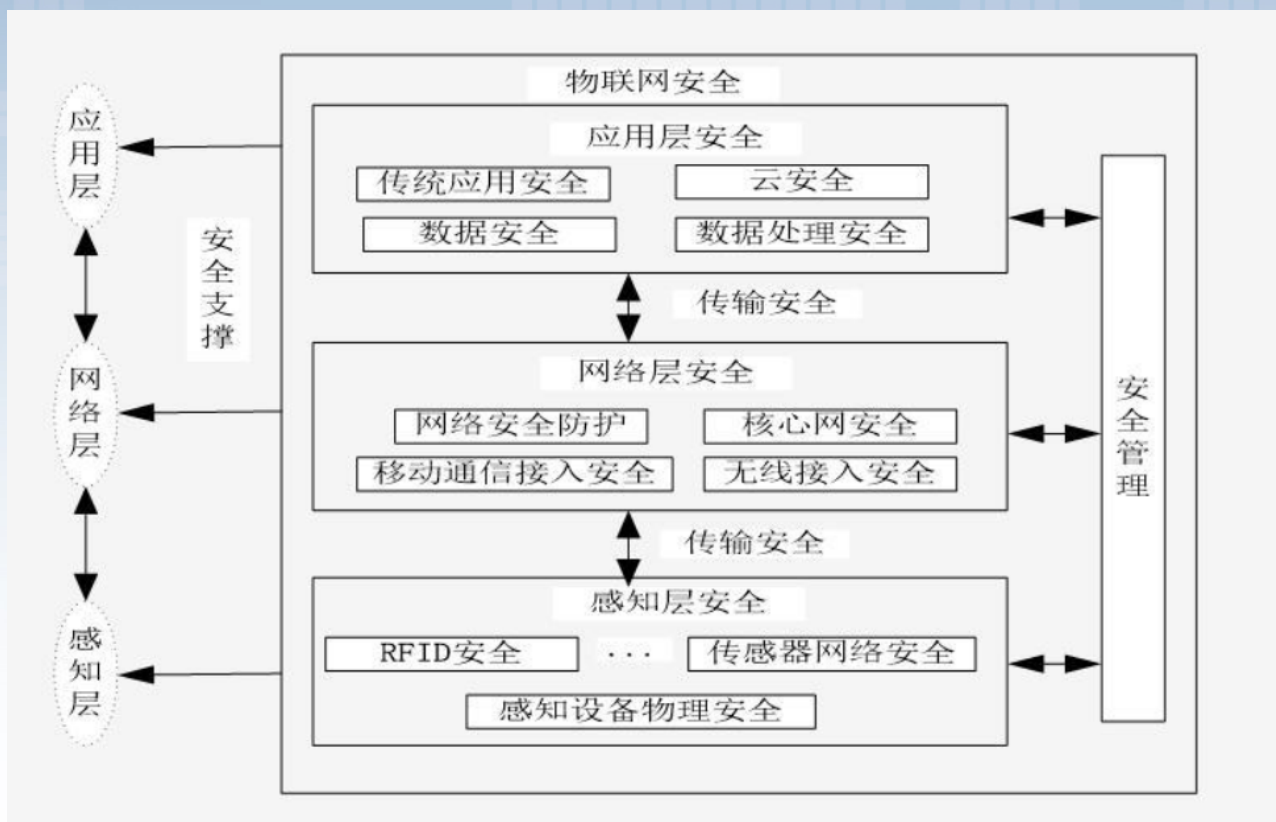 物联网安全
应用层
安全支撑
网络层
感知层
应用层安全
传统应用安全
云安全
数据安全
数据处理安全
传输安全
网络层安全
网络安全防护
核心网安全
移动通信接入安全
无线接入安全
传输安全
感知层安全
RFID安全
...
传感器网络安全
感知设备物理安全
安全管理